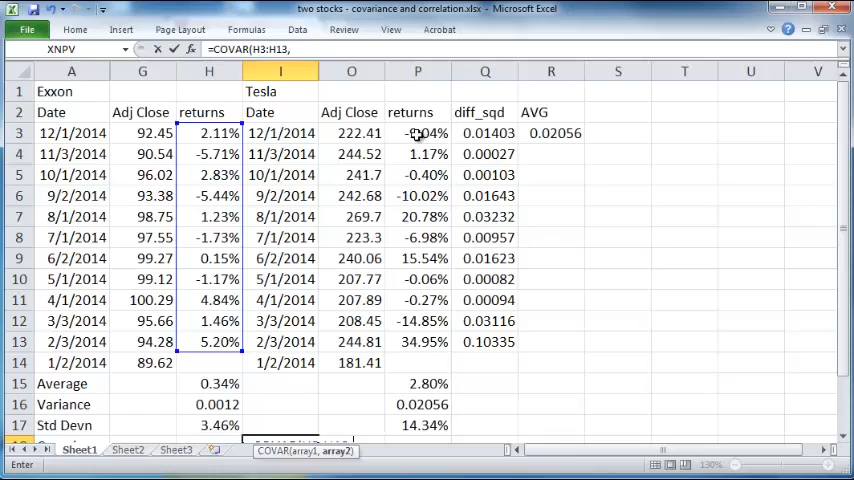 two stocks - covariance and correlation.xlsx - Microsoft Excel
File Home Insert Page Layout Formulas Data Review View Acrobat
XNPV fx =COVAR(H3:H13,
A G H I O P Q R S T U V
1 Exxon Tesla
2 Date Adj Close returns Date Adj Close returns diff_sqd AVG
3 12/1/2014 92.45 2.11% 12/1/2014 222.41 0.01403 0.02056
4 11/3/2014 90.54 -5.71% 11/3/2014 244.52 1.17% 0.00027
5 10/1/2014 96.02 2.83% 10/1/2014 241.7 -0.40% 0.00103
6 9/2/2014 93.38 -5.44% 9/2/2014 242.68 -10.02% 0.01643
7 8/1/2014 98.75 1.23% 8/1/2014 269.7 20.78% 0.03232
8 7/1/2014 97.55 -1.73% 7/1/2014 223.3 -6.98% 0.00957
9 6/2/2014 99.27 0.15% 6/2/2014 240.06 15.54% 0.01623
10 5/1/2014 99.12 -1.17% 5/1/2014 207.77 -0.06% 0.00082
11 4/1/2014 100.29 4.84% 4/1/2014 207.89 -0.27% 0.00094
12 3/3/2014 95.66 1.46% 3/3/2014 208.45 -14.85% 0.03116
13 2/3/2014 94.28 5.20% 2/3/2014 244.81 34.95% 0.10335
14 1/2/2014 89.62 1/2/2014 181.41
15 Average 0.34% 2.80%
16 Variance 0.0012 0.02056
17 Std Devn 3.46% 14.34%
Sheet1 Sheet2 Sheet3
COVAR(array1, array2)
Enter 130%